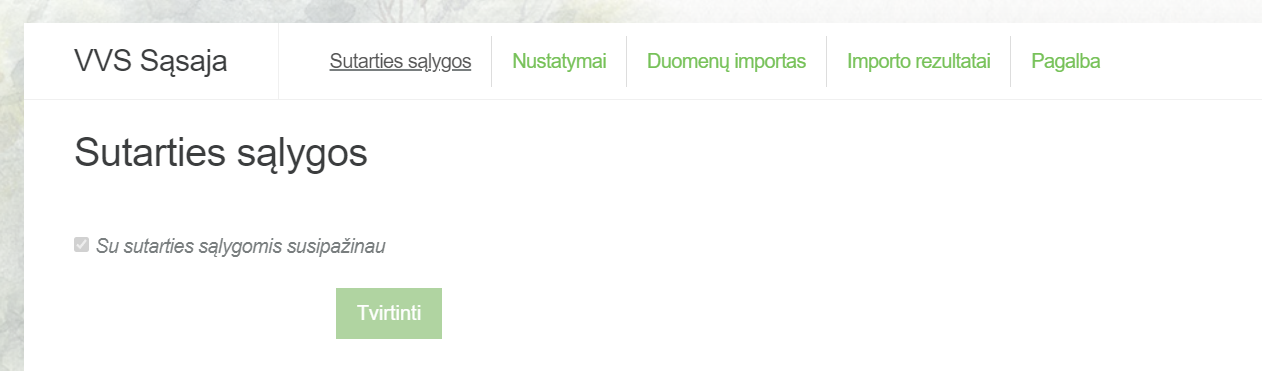 VVS Sąsaja
Sutarties sąlygos
Nustatymai
Duomenų importas
Importo rezultatai
Pagalba
Sutarties sąlygos
Su sutarties sąlygomis susipažinau
Tvirtinti